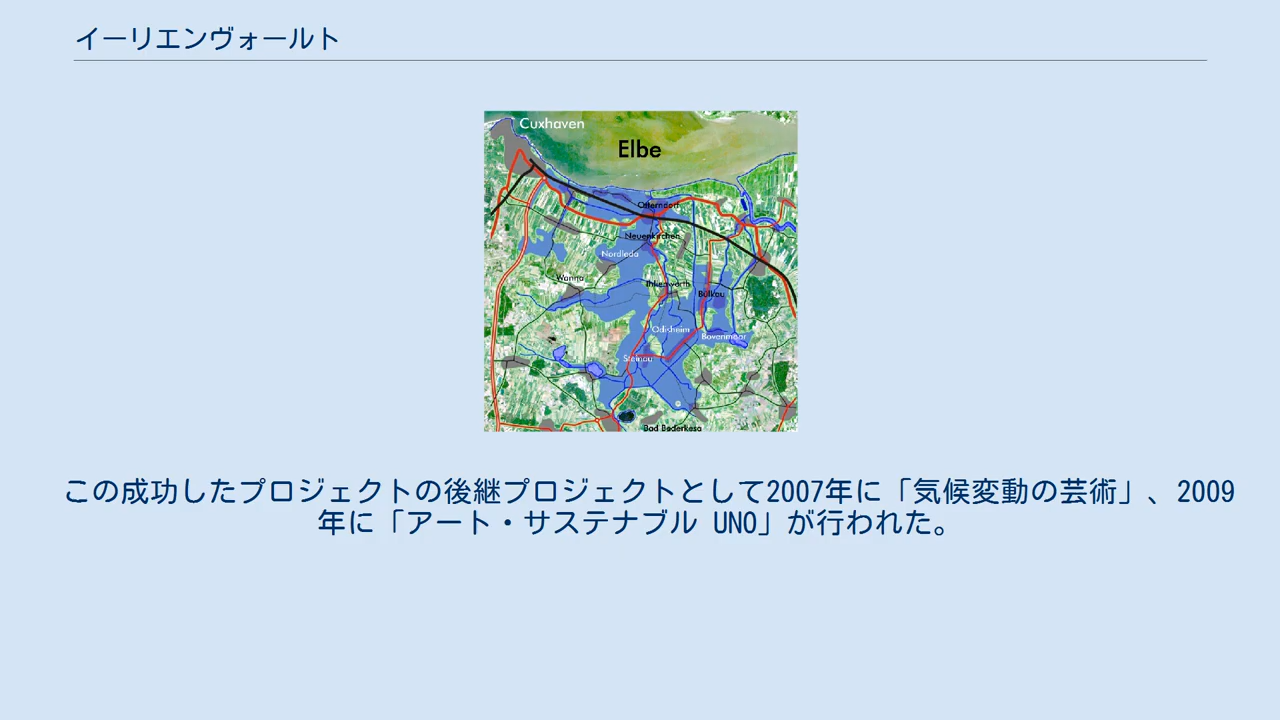 イーリエンヴォールト
Cuxhaven
Elbe
Otterndorf
Neuenkirchen
Nordleda
Wanna
Ihlienworth
Bülkau
Odisheim
Bovenmoor
Steinau
Bad Bederkesa
この成功したプロジェクトの後継プロジェクトとして2007年に「気候変動の芸術」、2009
年に「アート・サステナブル UNO」が行われた。